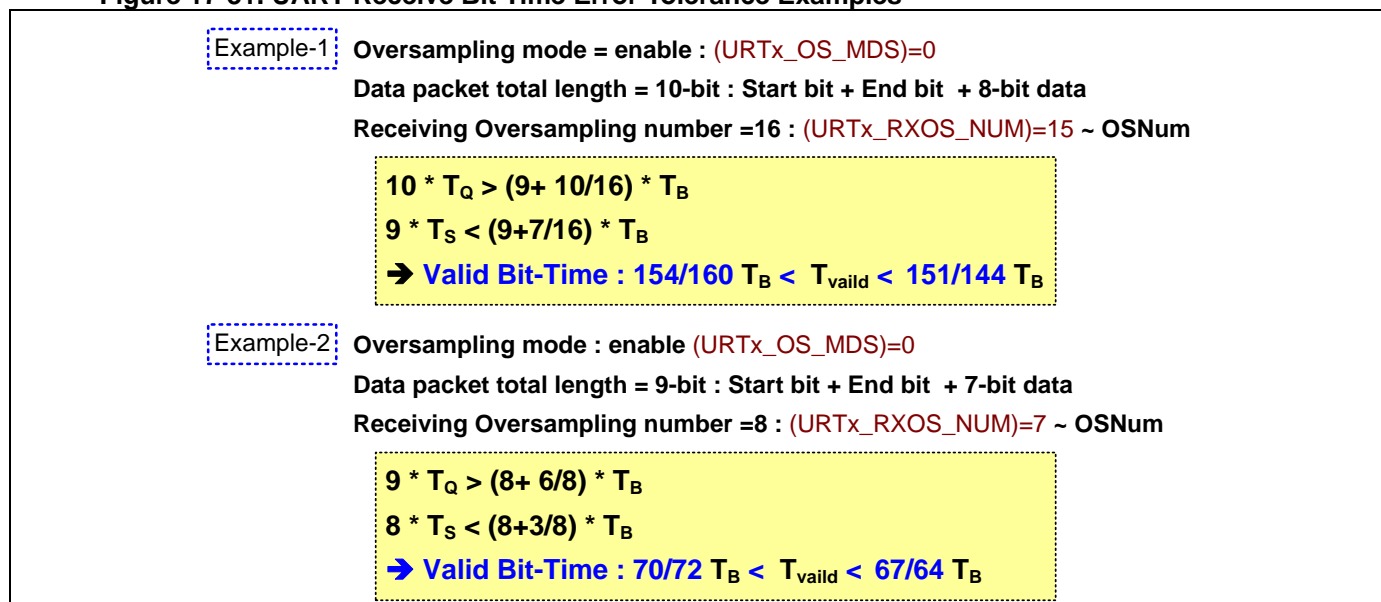 Example-1 Oversampling mode = enable : (URTx_OS_MDS)=0
Data packet total length = 10-bit : Start bit + End bit + 8-bit data
Receiving Oversampling number =16 : (URTx_RXOS_NUM)=15 ~ OSNum
10 * TQ > (9+ 10/16) * TB
9 * TS < (9+7/16) * TB
➔ Valid Bit-Time : 154/160 TB < Tvaild < 151/144 TB
Example-2 Oversampling mode : enable (URTx_OS_MDS)=0
Data packet total length = 9-bit : Start bit + End bit + 7-bit data
Receiving Oversampling number =8 : (URTx_RXOS_NUM)=7 ~ OSNum
9 * TQ > (8+ 6/8) * TB
8 * TS < (8+3/8) * TB
➔ Valid Bit-Time : 70/72 TB < Tvaild < 67/64 TB